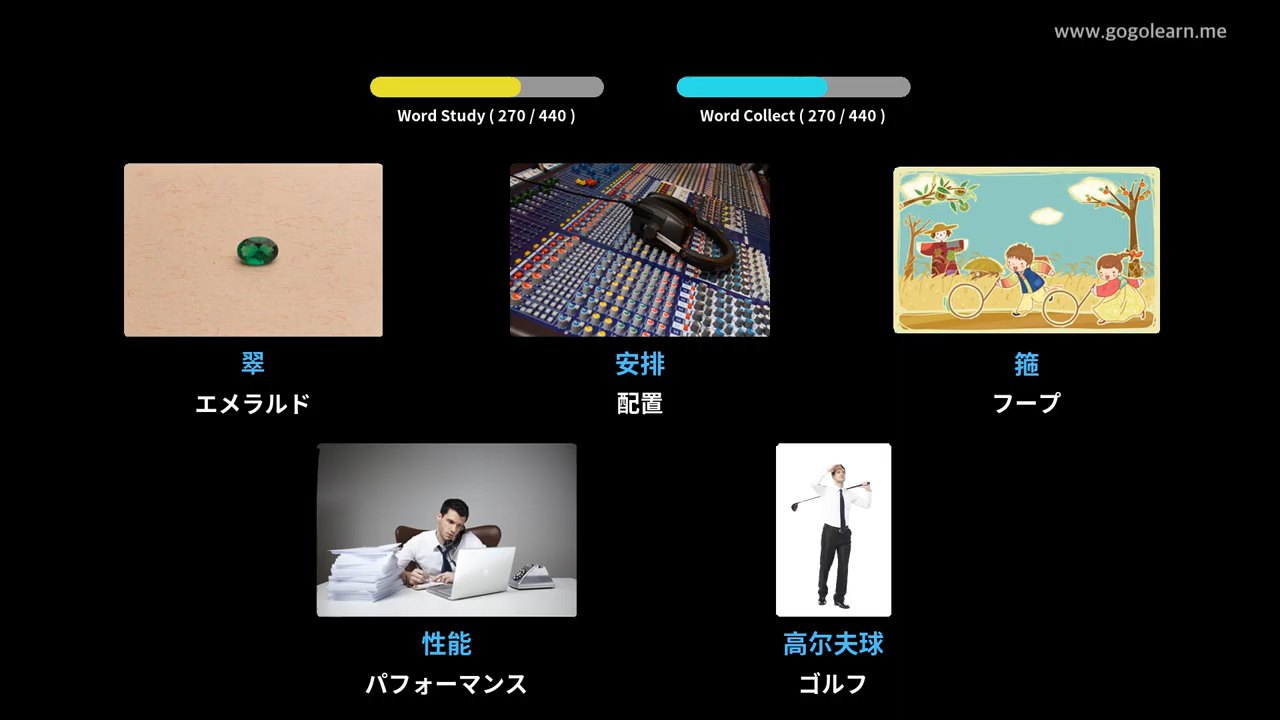 www.gogolearn.me
Word Study ( 270 / 440 )
Word Collect ( 270 / 440 )
翠
エメラルド
安排
配置
箍
フープ
性能
パフォーマンス
高尔夫球
ゴルフ